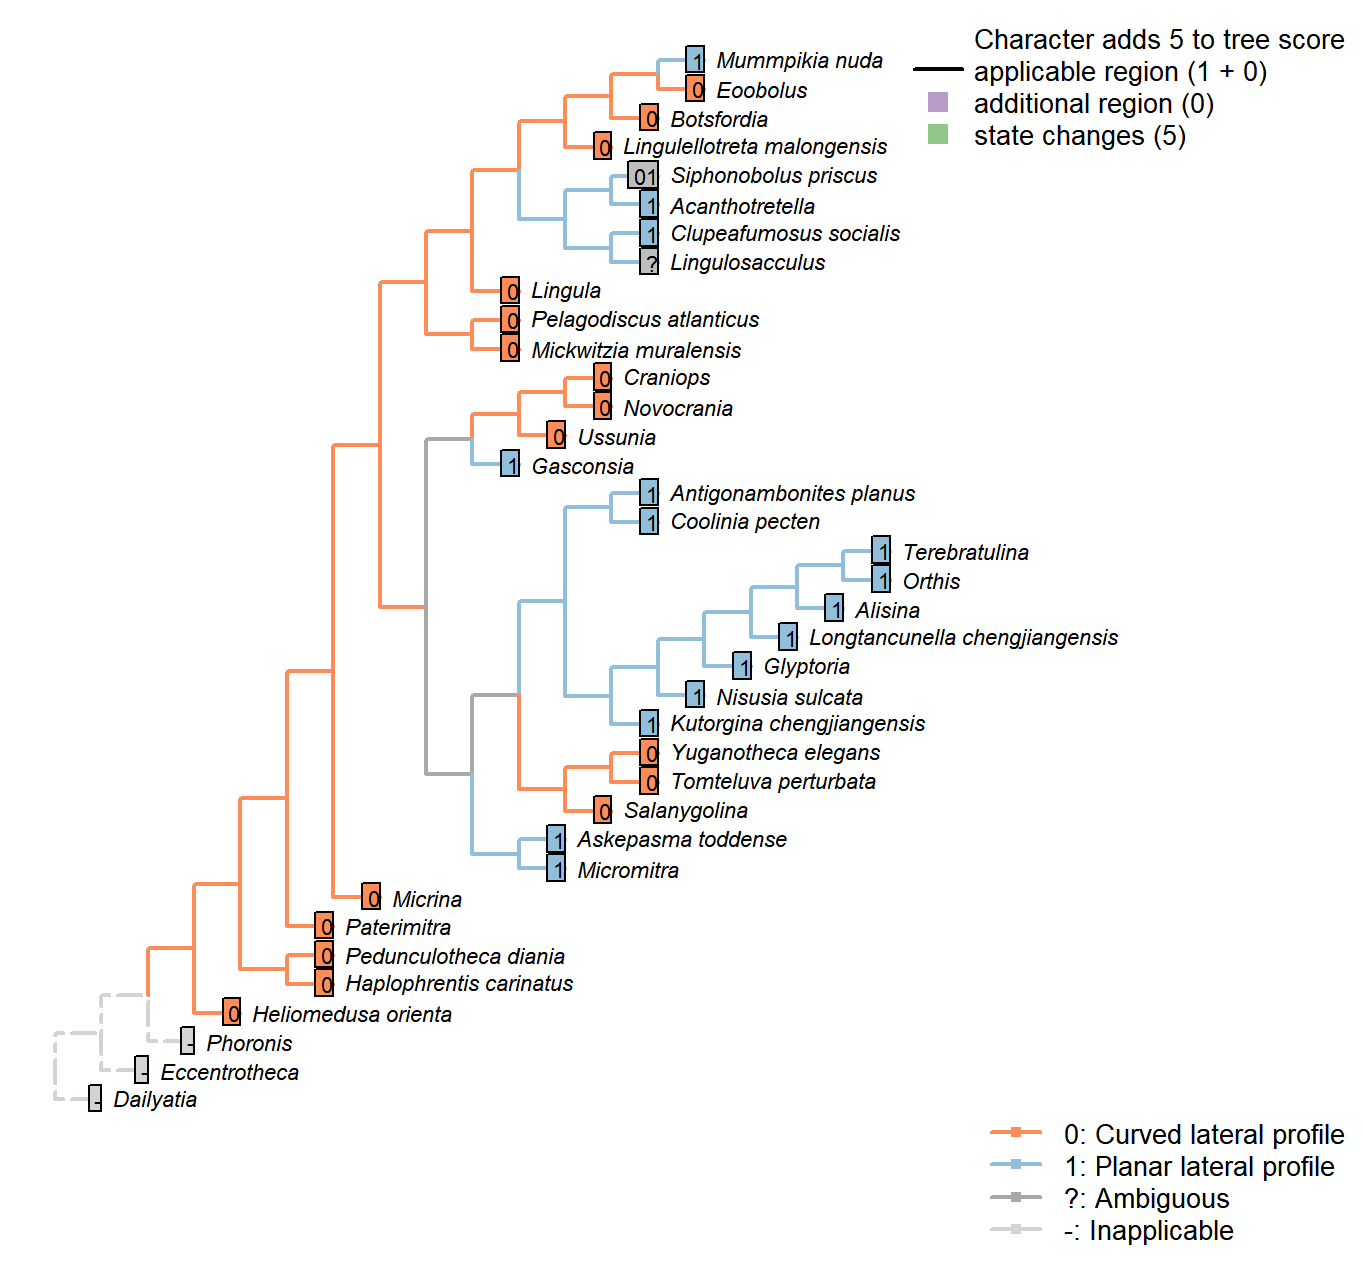 Character adds 5 to tree score
applicable region (1 + 0)
additional region (0)
state changes (5)
1 Mummpikia nuda
0 Eoobolus
0 Botsfordia
0 Lingulellotreta malongensis
01 Siphonobolus priscus
1 Acanthotretella
1 Clupeafumosus socialis
? Lingulosacculus
0 Lingula
0 Pelagodiscus atlanticus
0 Mickwitzia muralensis
0 Craniops
0 Novocrania
0 Ussunia
1 Gasconsia
1 Antigonambonites planus
1 Coolinia pecten
1 Terebratulina
1 Orthis
1 Alisina
1 Longtancunella chengjiangensis
1 Glyptoria
1 Nisusia sulcata
1 Kutorgina chengjiangensis
0 Yuganotheca elegans
0 Tomteluva perturbata
0 Salanygolina
1 Askepasma toddense
1 Micromitra
0 Micrina
0 Paterimitra
0 Pedunculotheca diania
0 Haplophrentis carinatus
0 Heliomedusa orienta
- Phoronis
- Eccentrotheca
- Dailyatia
0: Curved lateral profile
1: Planar lateral profile
?: Ambiguous
-: Inapplicable